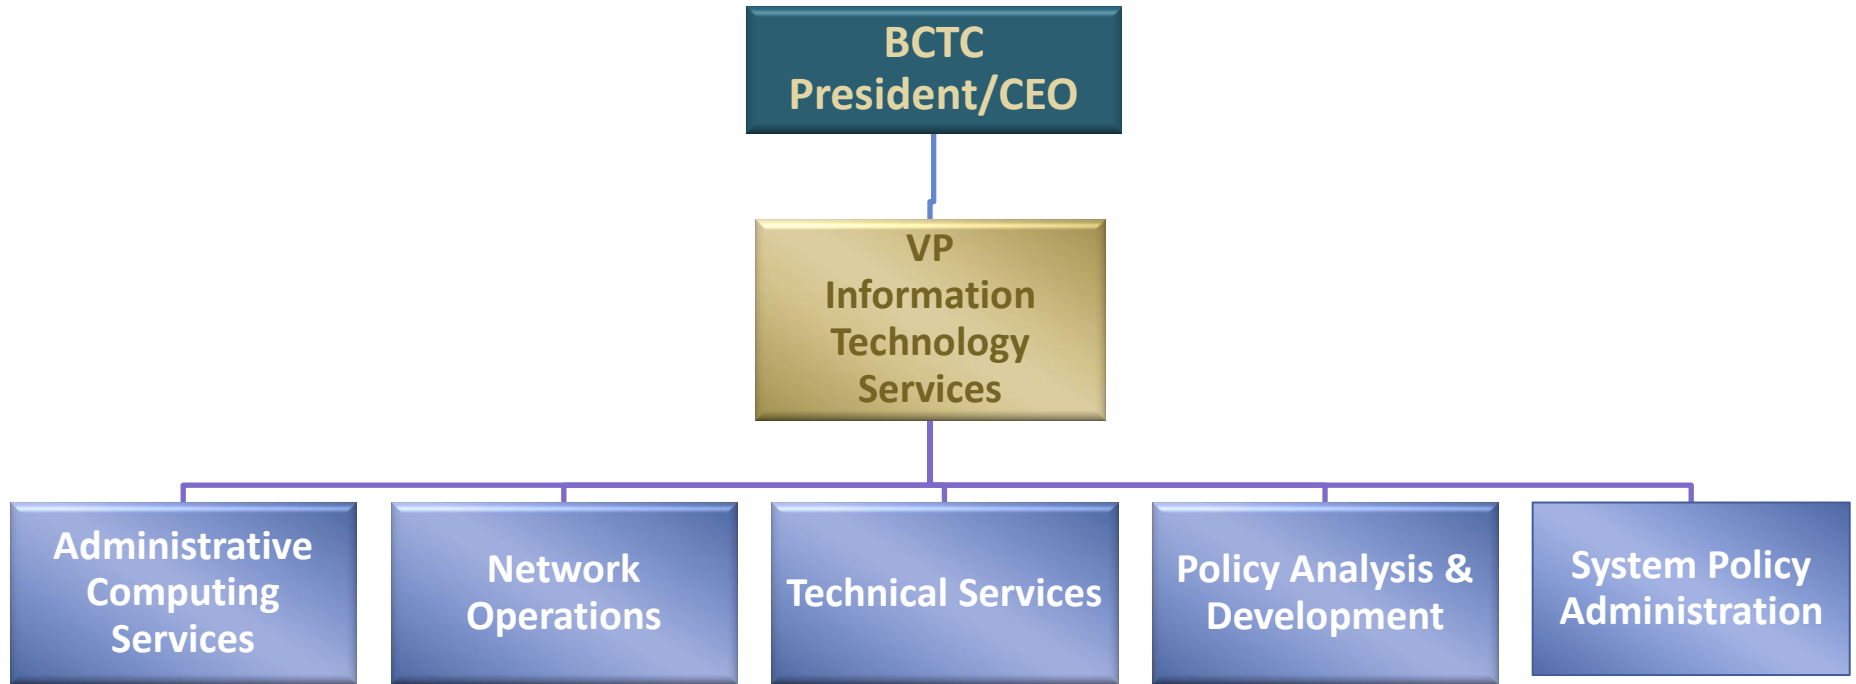 BCTC
President/CEO
VP
Information
Technology
Services
Administrative
Computing
Services
Network
Operations
Technical Services
Policy Analysis &
Development
System Policy
Administration